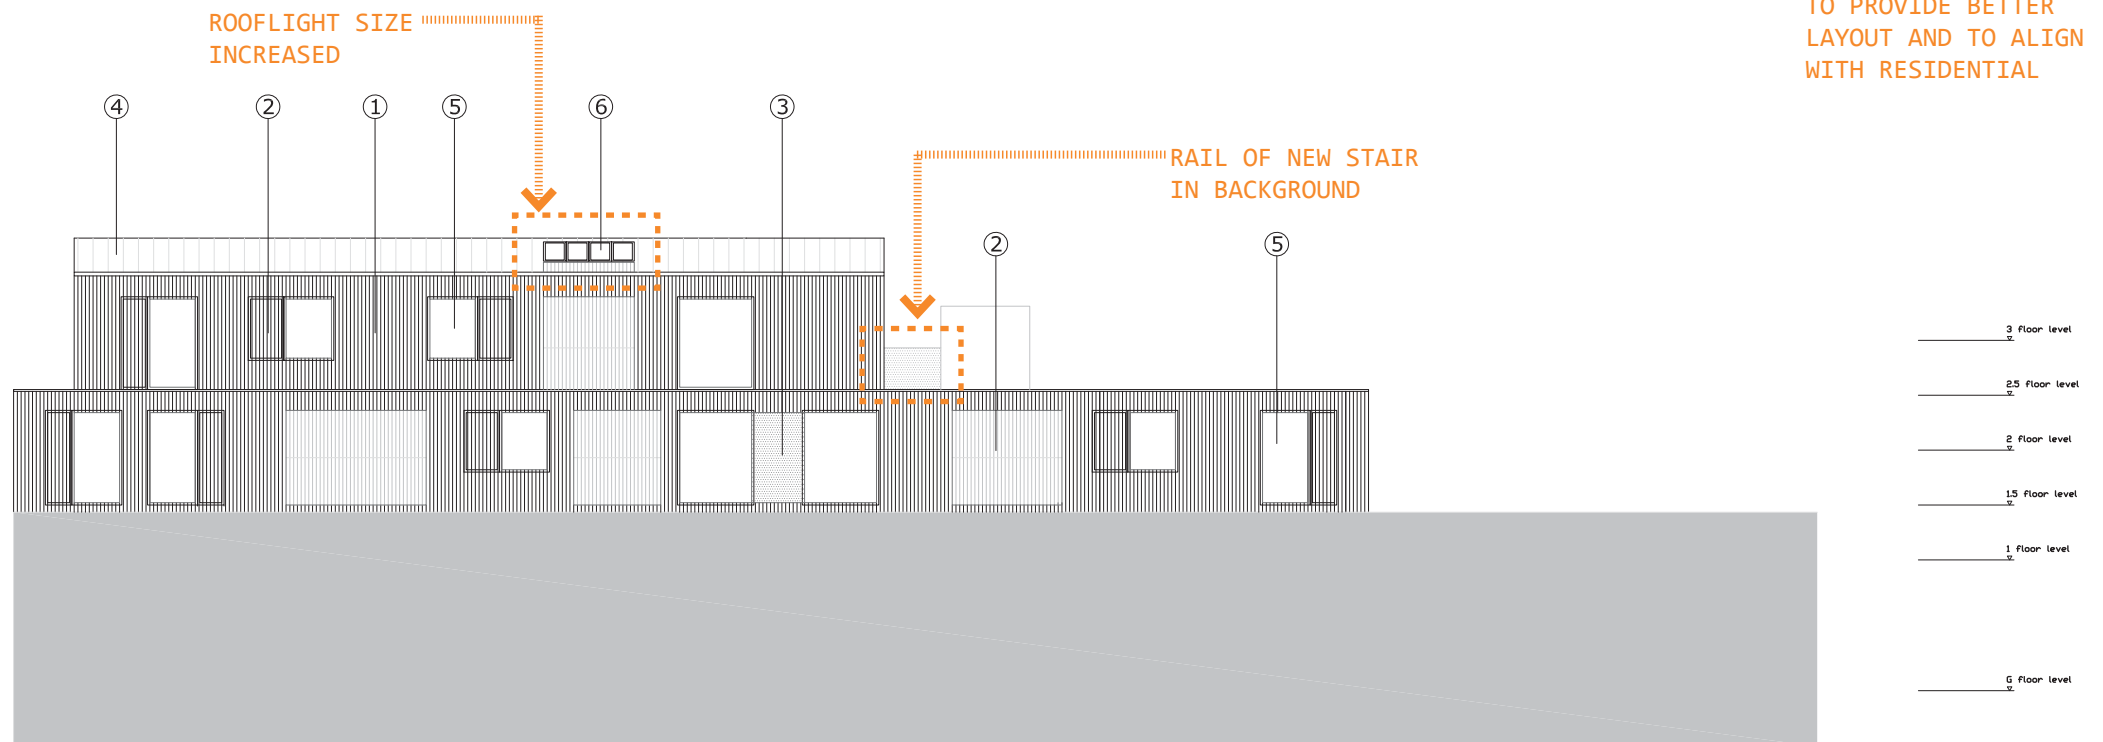 ROOFLIGHT SIZE
INCREASED
TO PROVIDE BETTER
LAYOUT AND TO ALIGN
WITH RESIDENTIAL
4
2
1
5
6
3
RAIL OF NEW STAIR
IN BACKGROUND
2
5
3 floor level
2.5 floor level
2 floor level
1.5 floor level
1 floor level
G floor level